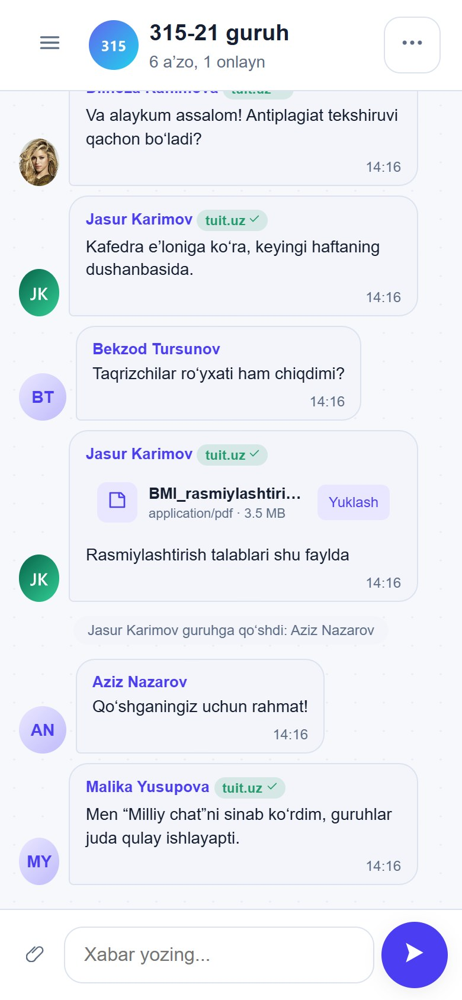 315
315-21 guruh
6 a’zo, 1 onlayn
Va alaykum assalom! Antiplagiat tekshiruvi
qachon bo‘ladi?
14:16
Jasur Karimov tuit.uz ✓
Kafedra e’loniga ko‘ra, keyingi haftaning
dushanbasida.
14:16
JK
Bekzod Tursunov
Taqrizchilar ro‘yxati ham chiqdimi?
14:16
BT
Jasur Karimov tuit.uz ✓
BMI_rasmiylashtiri...
application/pdf · 3.5 MB
Yuklash
Rasmiylashtirish talablari shu faylda
14:16
JK
Jasur Karimov guruhga qo‘shdi: Aziz Nazarov
Aziz Nazarov
Qo‘shganingiz uchun rahmat!
14:16
AN
Malika Yusupova tuit.uz ✓
Men “Milliy chat”ni sinab ko‘rdim, guruhlar
juda qulay ishlayapti.
14:16
MY
Xabar yozing...